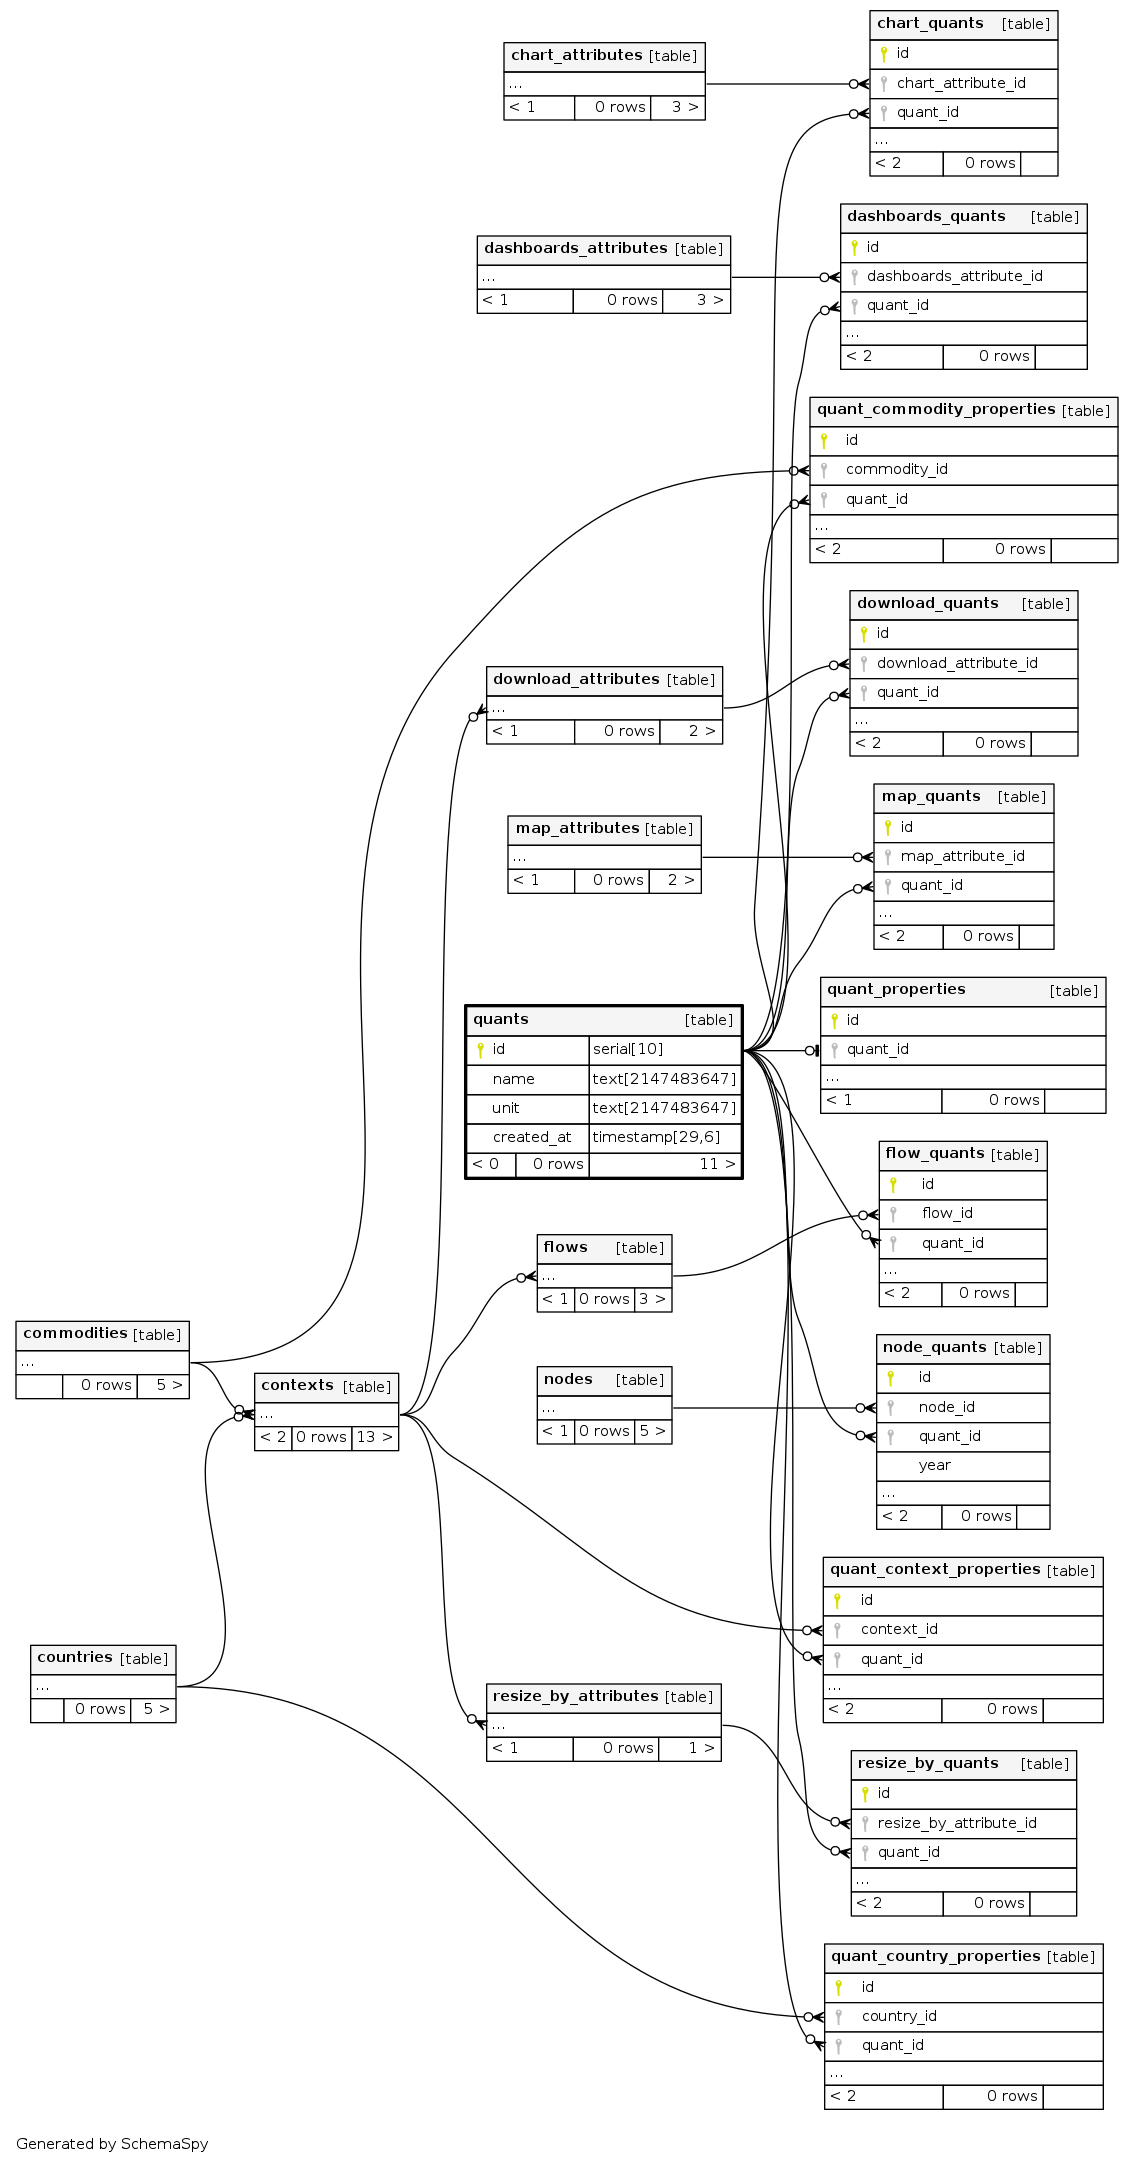 chart_quants [table]
id
chart_attribute_id
quant_id
...
< 2 0 rows
chart_attributes [table]
...
< 1 0 rows 3 >
dashboards_quants [table]
id
dashboards_attribute_id
quant_id
...
< 2 0 rows
dashboards_attributes [table]
...
< 1 0 rows 3 >
quant_commodity_properties [table]
id
commodity_id
quant_id
...
< 2 0 rows
download_quants [table]
id
download_attribute_id
quant_id
...
< 2 0 rows
download_attributes [table]
...
< 1 0 rows 2 >
map_quants [table]
id
map_attribute_id
quant_id
...
< 2 0 rows
map_attributes [table]
...
< 1 0 rows 2 >
quant_properties [table]
id
quant_id
...
< 1 0 rows
quants [table]
id serial[10]
name text[2147483647]
unit text[2147483647]
created_at timestamp[29,6]
< 0 0 rows 11 >
flow_quants [table]
id
flow_id
quant_id
...
< 2 0 rows
flows [table]
...
< 1 0 rows 3 >
commodities [table]
...
0 rows 5 >
contexts [table]
...
< 2 0 rows 13 >
nodes [table]
...
< 1 0 rows 5 >
node_quants [table]
id
node_id
quant_id
year
...
< 2 0 rows
quant_context_properties [table]
id
context_id
quant_id
...
< 2 0 rows
countries [table]
...
0 rows 5 >
resize_by_attributes [table]
...
< 1 0 rows 1 >
resize_by_quants [table]
id
resize_by_attribute_id
quant_id
...
< 2 0 rows
quant_country_properties [table]
id
country_id
quant_id
...
< 2 0 rows
Generated by SchemaSpy